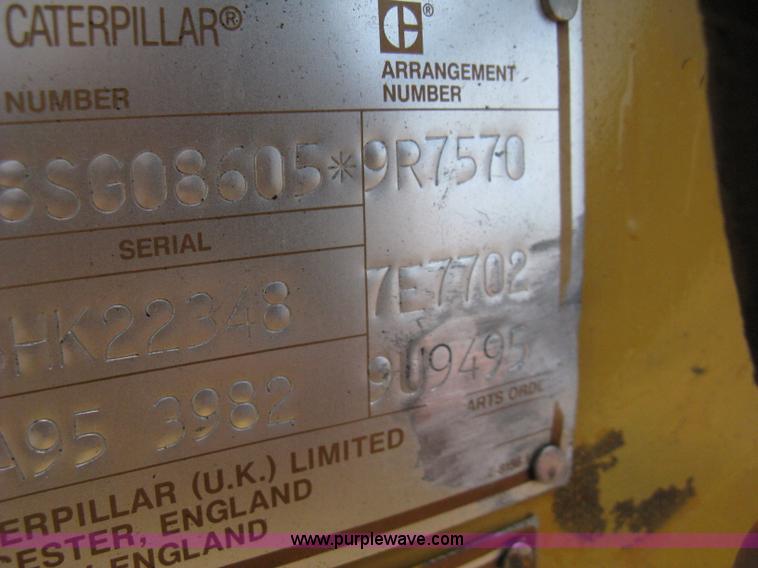 CATERPILLAR® C®
ARRANGEMENT
NUMBER NUMBER
8SG08605* 9R7570
SERIAL
HK22348 7E7702
9U9495
A95 3982
ARTS ORDE
ERPILLAR (U.K.) LIMITED
CESTER, ENGLAND
ENGLAND
www.purplewave.com